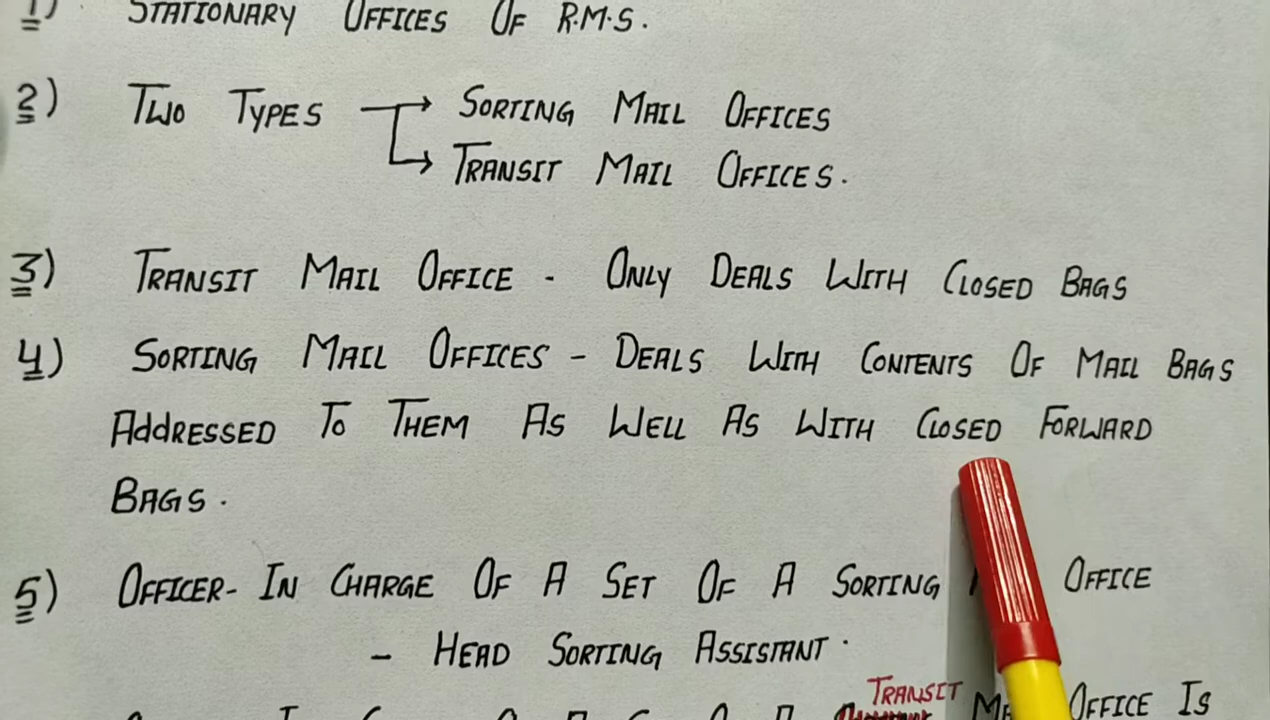 1) STATIONARY OFFICES OF R.M.S.
2) TWO TYPES → SORTING MAIL OFFICES
→ TRANSIT MAIL OFFICES.
3) TRANSIT MAIL OFFICE - ONLY DEALS WITH CLOSED BAGS
4) SORTING MAIL OFFICES - DEALS WITH CONTENTS OF MAIL BAGS
ADDRESSED TO THEM AS WELL AS WITH CLOSED FORWARD
BAGS.
5) OFFICER-IN CHARGE OF A SET OF A SORTING OFFICE
- HEAD SORTING ASSISTANT.
TRANSIT
OFFICE IS